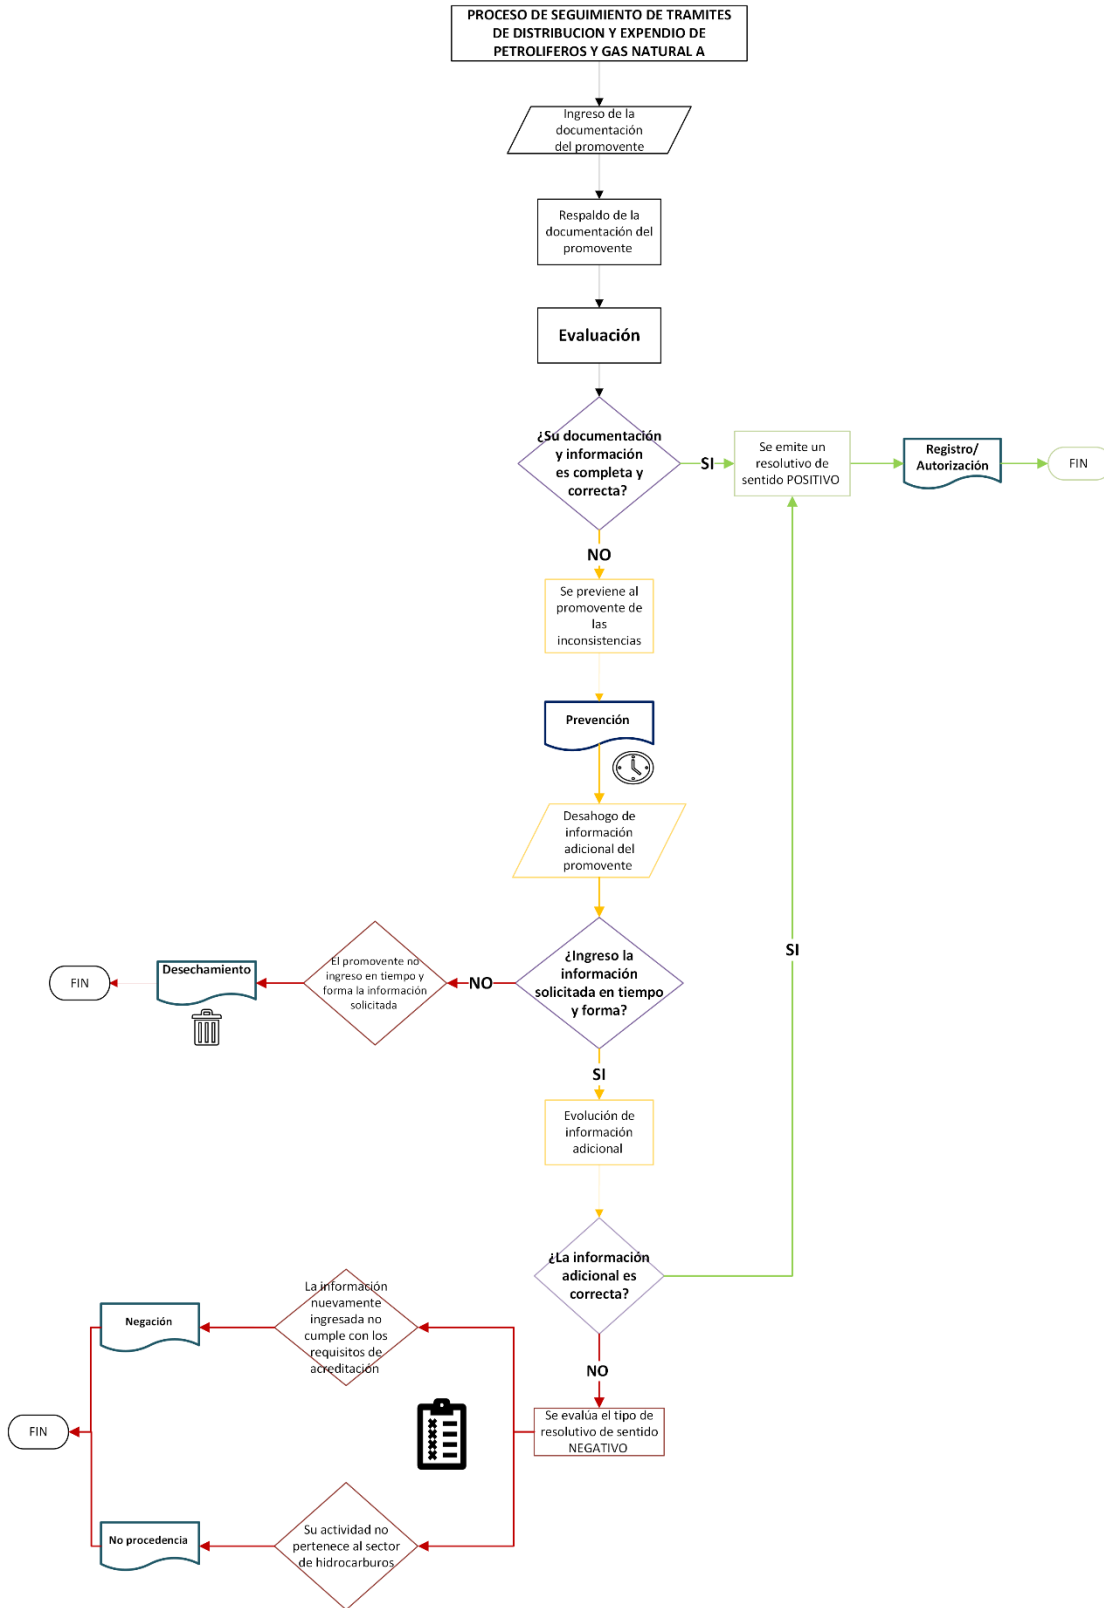 PROCESO DE SEGUIMIENTO DE TRAMITES
DE DISTRIBUCION Y EXPENDIO DE
PETROLIFEROS Y GAS NATURAL A
Ingreso de la
documentación
del promovente
Respaldo de la
documentación del
promovente
Evaluación
¿Su documentación
y información
es completa y
correcta?
SI
Se emite un
resolutivo de
sentido POSITIVO
Registro/
Autorización
FIN
NO
Se previene al
promovente de
las
inconsistencias
Prevención
Desahogo de
información
adicional del
promovente
¿Ingreso la
información
solicitada en tiempo
y forma?
NO
El promovente no
ingreso en tiempo y
forma la información
solicitada
Desechamiento
FIN
SI
SI
Evolución de
información
adicional
¿La información
adicional es
correcta?
NO
Se evalúa el tipo de
resolutivo de sentido
NEGATIVO
La información
nuevamente
ingresada no
cumple con los
requisitos de
acreditación
Negación
FIN
Su actividad no
pertenece al sector
de hidrocarburos
No procedencia